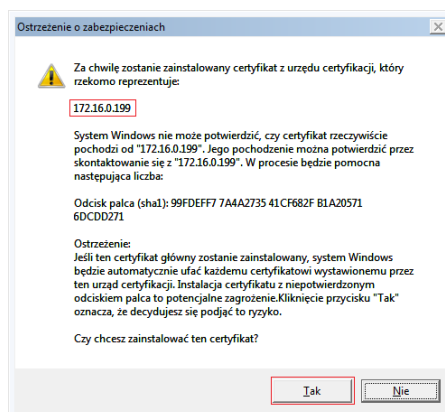 Ostrzeżenie o zabezpieczeniach
Za chwilę zostanie zainstalowany certyfikat z urzędu certyfikacji, który
rzekomo reprezentuje:
172.16.0.199
System Windows nie może potwierdzić, czy certyfikat rzeczywiście
pochodzi od "172.16.0.199". Jego pochodzenie można potwierdzić przez
skontaktowanie się z "172.16.0.199". W procesie będzie pomocna
następująca liczba:
Odcisk palca (sha1): 99FDEFF7 7A4A2735 41CF682F B1A20571
6DCDD271
Ostrzeżenie:
Jeśli ten certyfikat główny zostanie zainstalowany, system Windows
będzie automatycznie ufać każdemu certyfikatowi wystawionemu przez
ten urząd certyfikacji. Instalacja certyfikatu z niepotwierdzonym
odciskiem palca to potencjalne zagrożenie.Kliknięcie przycisku "Tak"
oznacza, że decydujesz się podjąć to ryzyko.
Czy chcesz zainstalować ten certyfikat?
Tak Nie